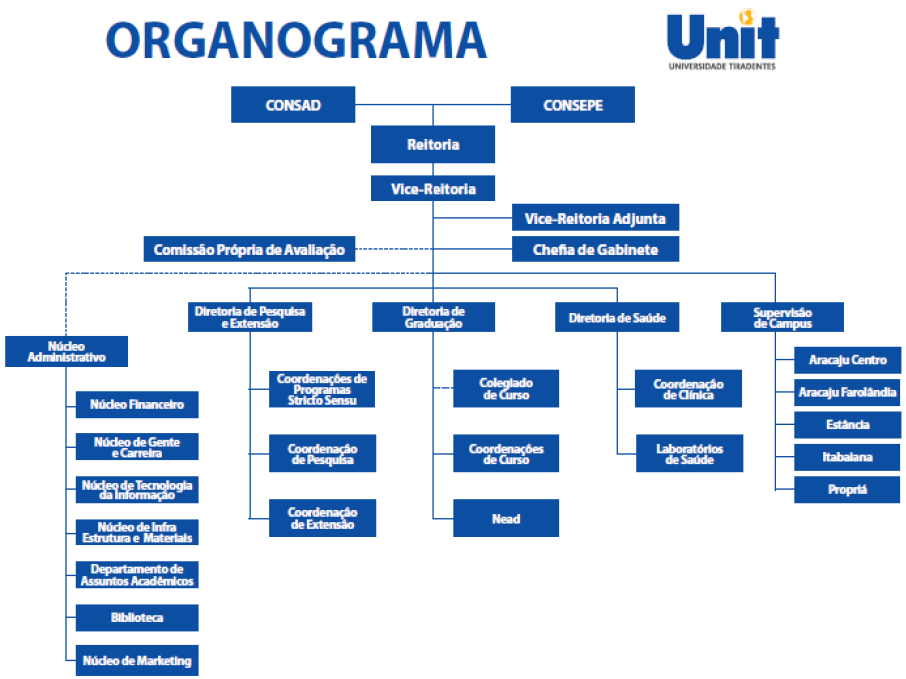 ORGANOGRAMA
Unit
UNIVERSIDADE TIRADENTES
CONSAD
CONSEPE
Reitoria
Vice-Reitoria
Vice-Reitoria Adjunta
Comissão Própria de Avaliação
Chefia de Gabinete
Núcleo
Administrativo
Núcleo Financeiro
Núcleo de Gente
e Carreira
Núcleo de Tecnologia
da Informação
Núcleo de Infra
Estrutura e Materiais
Departamento de
Assuntos Acadêmicos
Biblioteca
Núcleo de Marketing
Diretoria de Pesquisa
e Extensão
Coordenações de
Programas
Stricto Sensu
Coordenação
de Pesquisa
Coordenação
de Extensão
Diretoria de
Graduação
Colegiado
de Curso
Coordenações
de Curso
Nead
Diretoria de Saúde
Coordenação
de Clínica
Laboratórios
de Saúde
Supervisão
de Campus
Aracaju Centro
Aracaju Farolândia
Estância
Itabaiana
Propriá